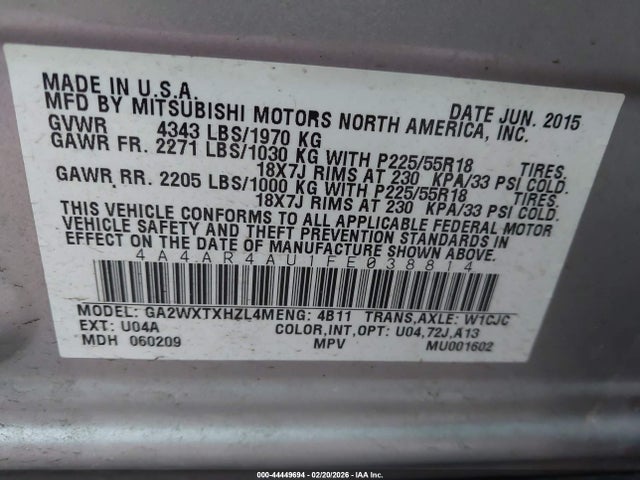 MADE IN U.S.A. DATE JUN. 2015
MFD BY MITSUBISHI MOTORS NORTH AMERICA, INC.
GVWR 4343 LBS/1970 KG
GAWR FR. 2271 LBS/1030 KG WITH P225/55R18 TIRES.
18X7J RIMS AT 230 KPA/33 PSI COLD.
GAWR RR. 2205 LBS/1000 KG WITH P225/55R18 TIRES.
18X7J RIMS AT 230 KPA/33 PSI COLD.
THIS VEHICLE CONFORMS TO ALL APPLICABLE FEDERAL MOTOR
VEHICLE SAFETY AND THEFT PREVENTION STANDARDS IN
EFFECT ON THE DATE OF MANUFACTURE SHOWN ABOVE.
4A4AR4AU1FE038814
MODEL: GA2WXTXHZL4MENG: 4B11 TRANS,AXLE: W1CJC
EXT: U04A COLOR,INT,OPT: U04,72J,A13
MDH 060209 MPV MU001602
000-44449694 - 02/20/2026 - IAA Inc.